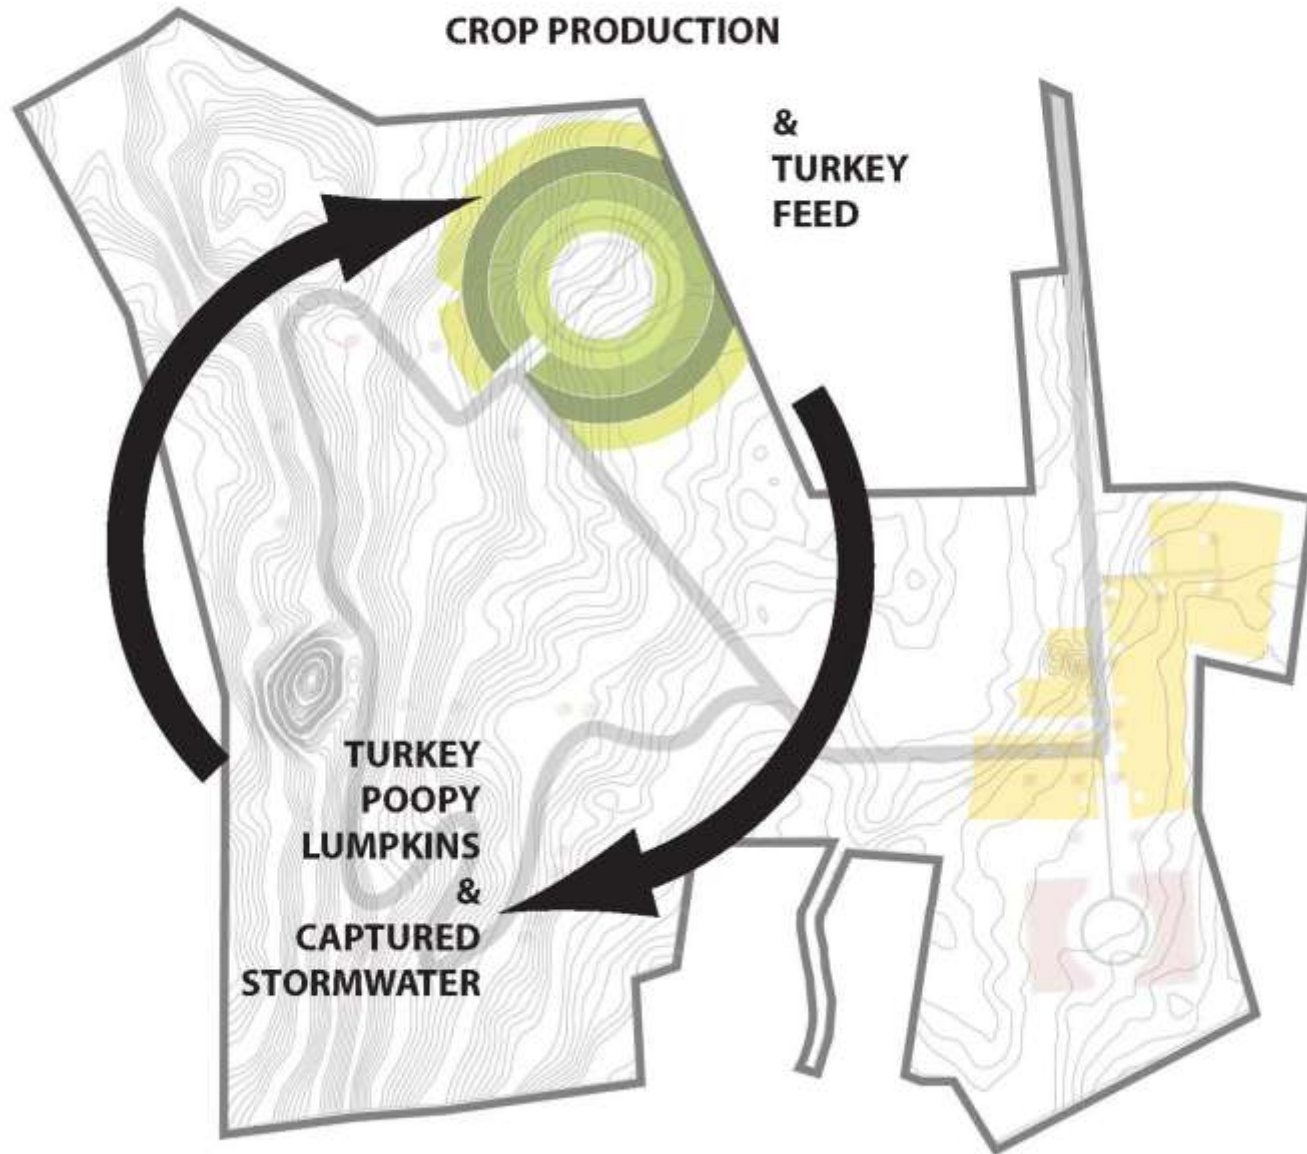 CROP PRODUCTION
&
TURKEY
FEED
TURKEY
POOPY
LUMPKINS
&
CAPTURED
STORMWATER